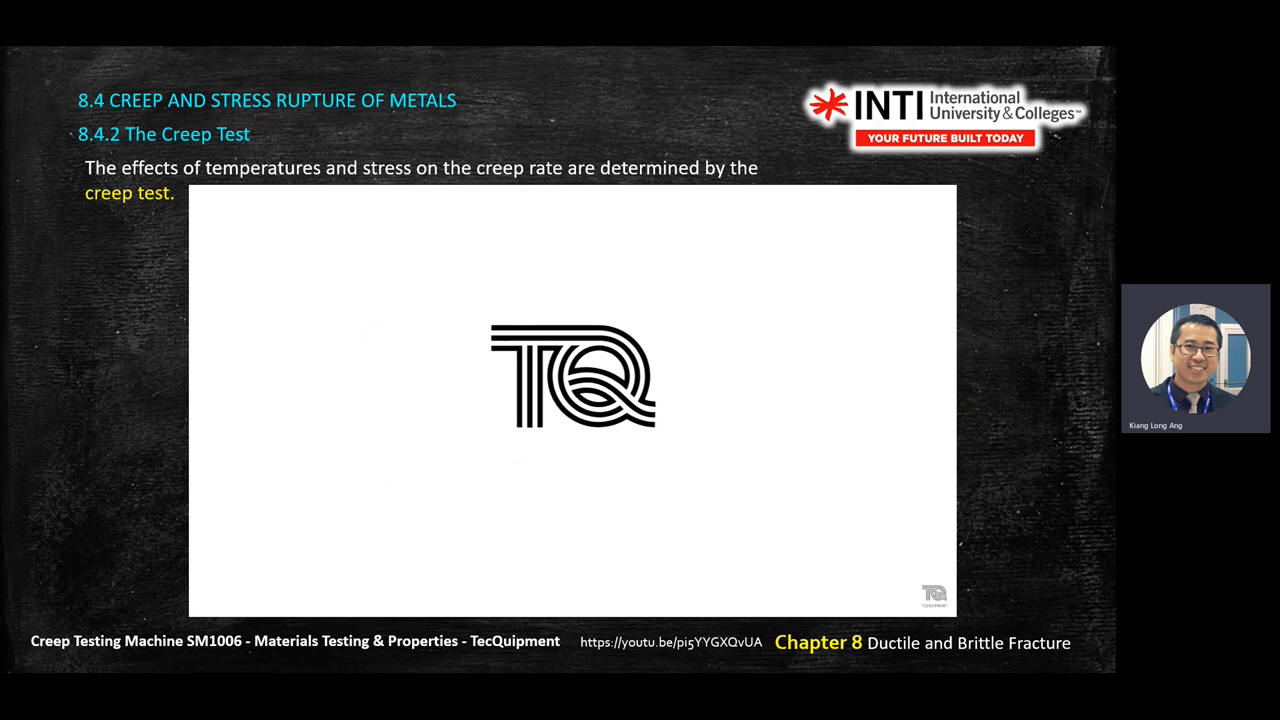 8.4 CREEP AND STRESS RUPTURE OF METALS
8.4.2 The Creep Test
The effects of temperatures and stress on the creep rate are determined by the
creep test.
INTI International
University & Colleges™
YOUR FUTURE BUILT TODAY
TQ
TQ
TECQUIPMENT
Kiang Long Ang
Creep Testing Machine SM1006 - Materials Testing & Properties - TecQuipment
https://youtu.be/pi5YYGXQvUA
Chapter 8 Ductile and Brittle Fracture